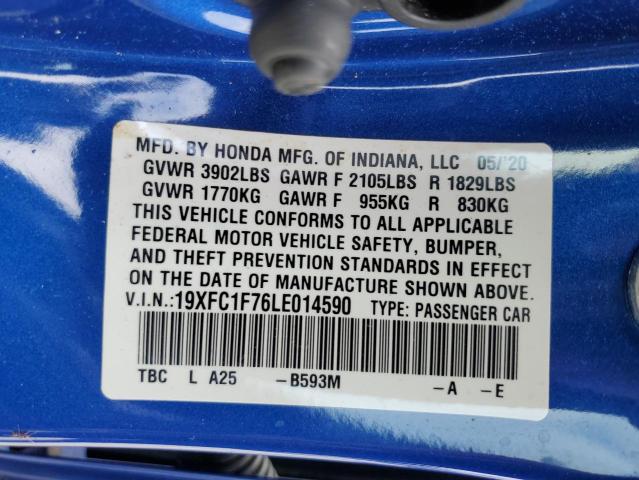 MFD. BY HONDA MFG. OF INDIANA, LLC 05/'20
GVWR 3902LBS GAWR F 2105LBS R 1829LBS
GVWR 1770KG GAWR F 955KG R 830KG
THIS VEHICLE CONFORMS TO ALL APPLICABLE
FEDERAL MOTOR VEHICLE SAFETY, BUMPER,
AND THEFT PREVENTION STANDARDS IN EFFECT
ON THE DATE OF MANUFACTURE SHOWN ABOVE.
V.I.N.:19XFC1F76LE014590 TYPE: PASSENGER CAR
TBC L A25 -B593M -A -E